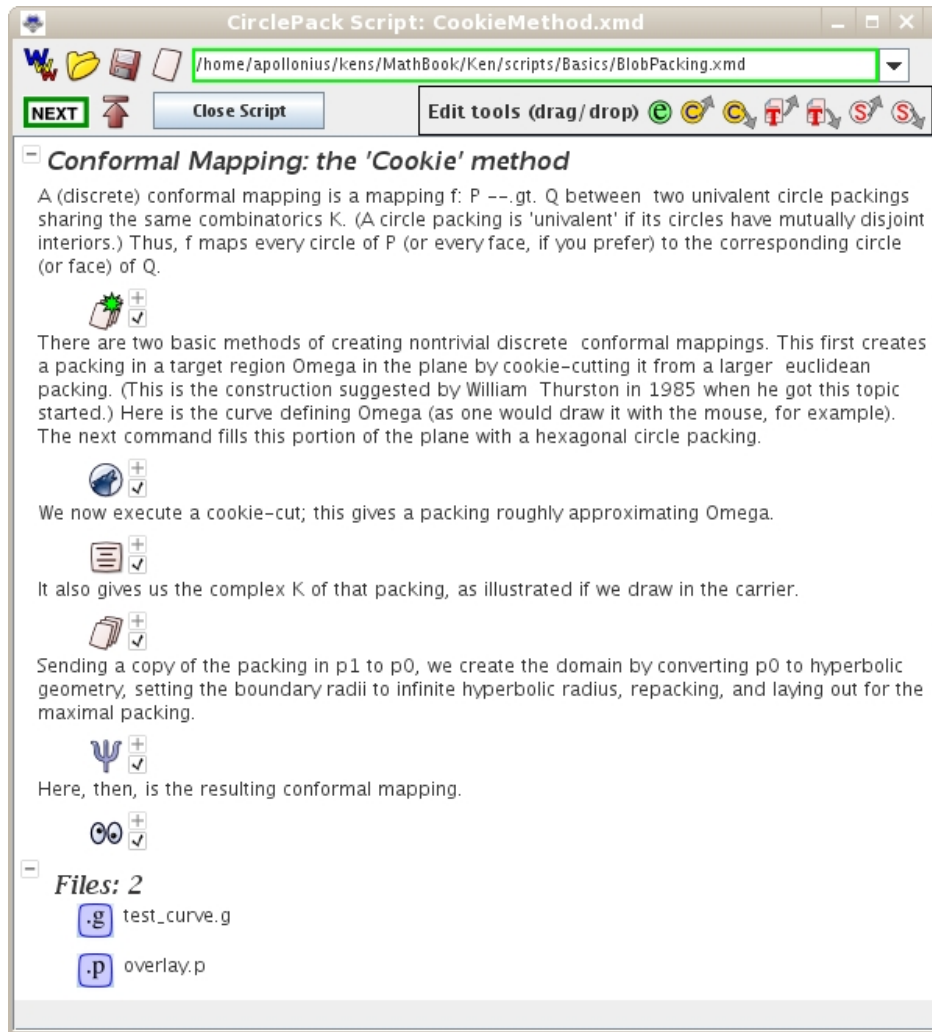 CirclePack Script: CookieMethod.xmd
/home/apollonius/kens/MathBook/Ken/scripts/Basics/BlobPacking.xmd
NEXT
Close Script
Edit tools (drag/drop)
Conformal Mapping: the 'Cookie' method
A (discrete) conformal mapping is a mapping f: P --.gt. Q between two univalent circle packings
sharing the same combinatorics K. (A circle packing is 'univalent' if its circles have mutually disjoint
interiors.) Thus, f maps every circle of P (or every face, if you prefer) to the corresponding circle
(or face) of Q.
There are two basic methods of creating nontrivial discrete conformal mappings. This first creates
a packing in a target region Omega in the plane by cookie-cutting it from a larger euclidean
packing. (This is the construction suggested by William Thurston in 1985 when he got this topic
started.) Here is the curve defining Omega (as one would draw it with the mouse, for example).
The next command fills this portion of the plane with a hexagonal circle packing.
We now execute a cookie-cut; this gives a packing roughly approximating Omega.
It also gives us the complex K of that packing, as illustrated if we draw in the carrier.
Sending a copy of the packing in p1 to p0, we create the domain by converting p0 to hyperbolic
geometry, setting the boundary radii to infinite hyperbolic radius, repacking, and laying out for the
maximal packing.
Ψ
Here, then, is the resulting conformal mapping.
Files: 2
.g test_curve.g
.p overlay.p